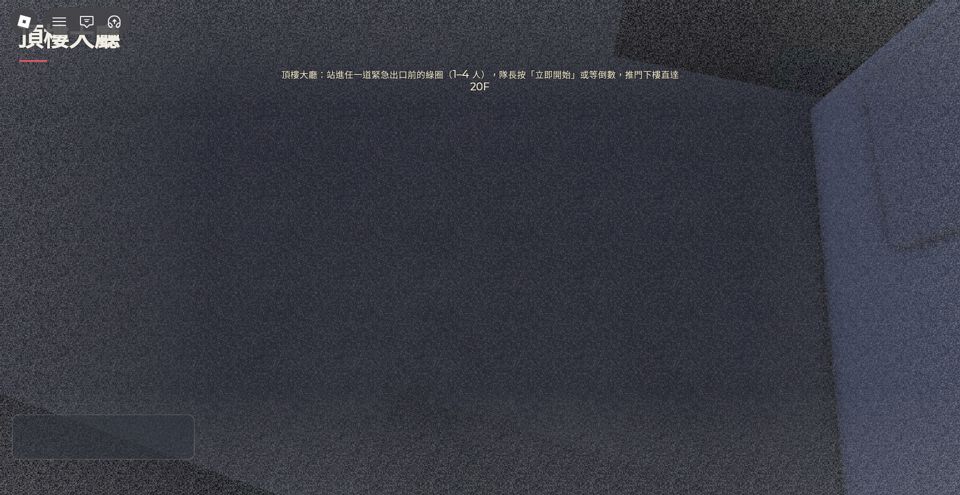 頂樓大廳
頂樓大廳：站進任一道緊急出口前的綠圈（1–4 人），隊長按「立即開始」或等倒數，推門下樓直達
20F